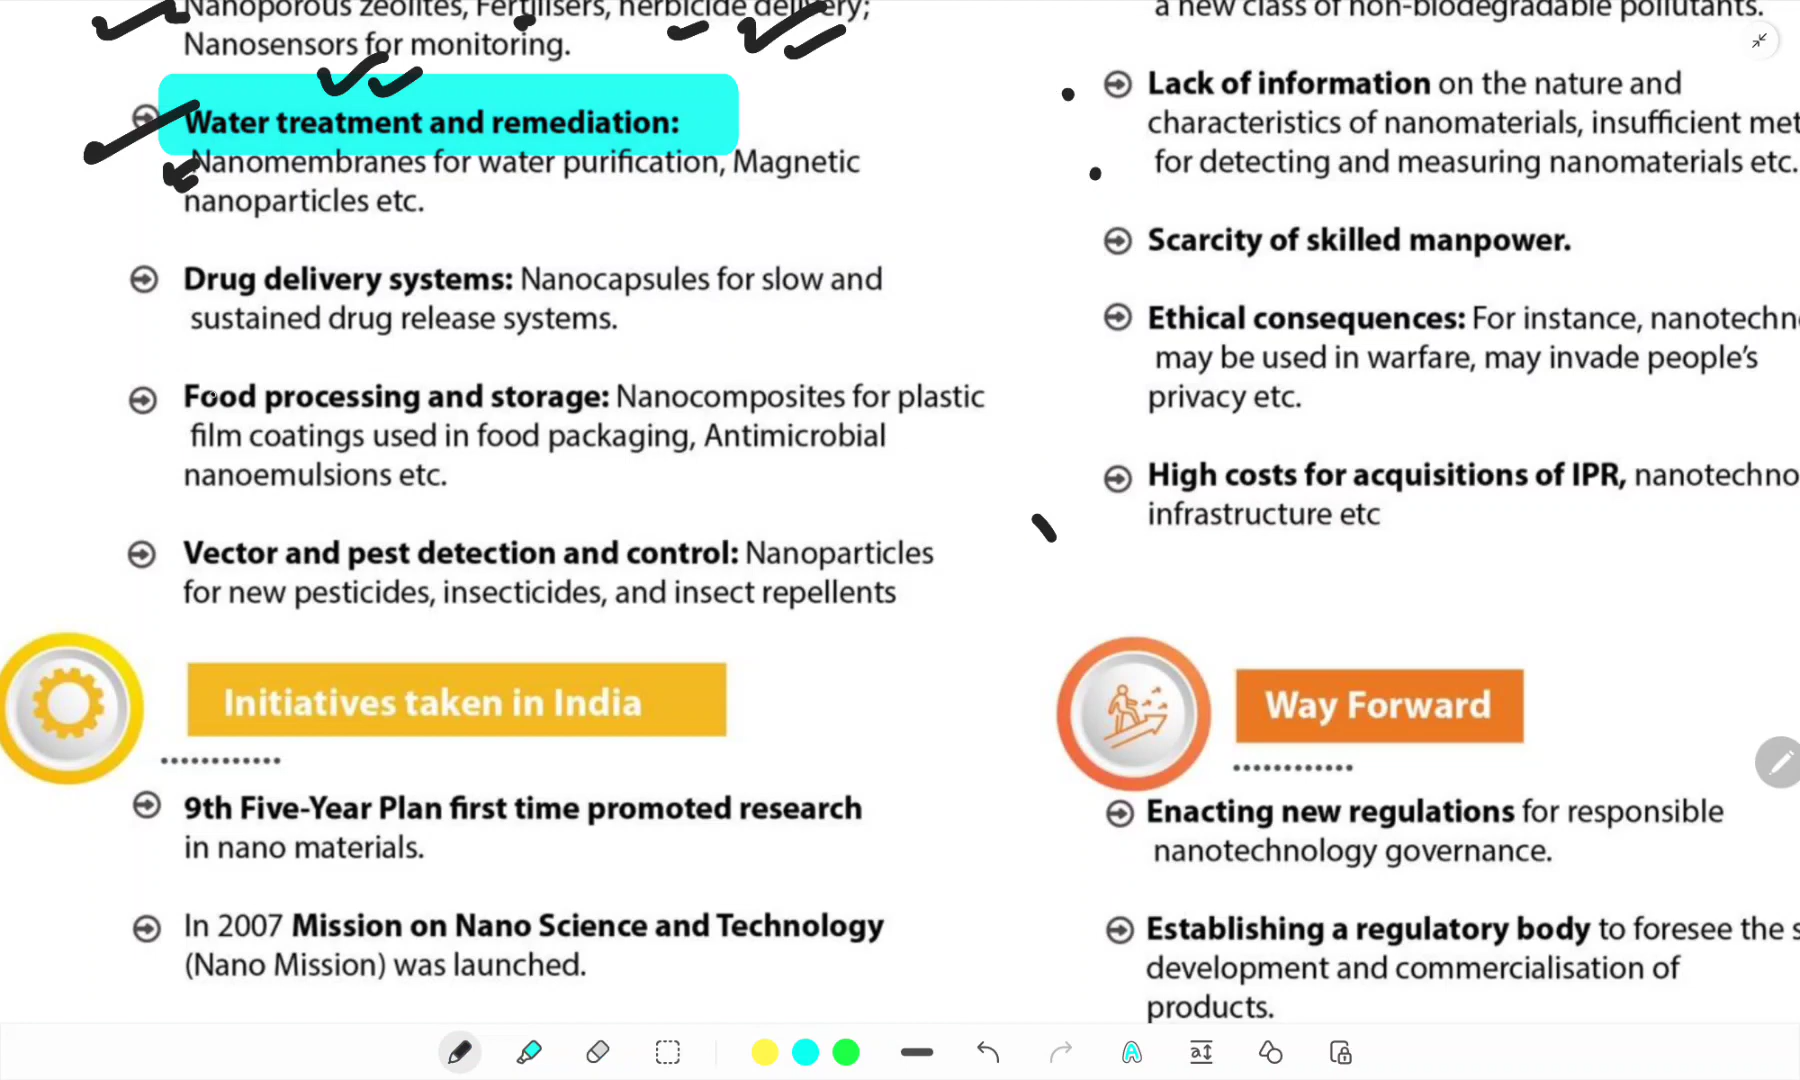 Nanoporous zeolites, Fertilisers, herbicide delivery;
Nanosensors for monitoring.
Water treatment and remediation:
Nanomembranes for water purification, Magnetic
nanoparticles etc.
Drug delivery systems: Nanocapsules for slow and
sustained drug release systems.
Food processing and storage: Nanocomposites for plastic
film coatings used in food packaging, Antimicrobial
nanoemulsions etc.
Vector and pest detection and control: Nanoparticles
for new pesticides, insecticides, and insect repellents
Initiatives taken in India
9th Five-Year Plan first time promoted research
in nano materials.
In 2007 Mission on Nano Science and Technology
(Nano Mission) was launched.
a new class of non-biodegradable pollutants.
Lack of information on the nature and
characteristics of nanomaterials, insufficient met
for detecting and measuring nanomaterials etc.
Scarcity of skilled manpower.
Ethical consequences: For instance, nanotechn
may be used in warfare, may invade people's
privacy etc.
High costs for acquisitions of IPR, nanotechno
infrastructure etc
Way Forward
Enacting new regulations for responsible
nanotechnology governance.
Establishing a regulatory body to foresee the s
development and commercialisation of
products.